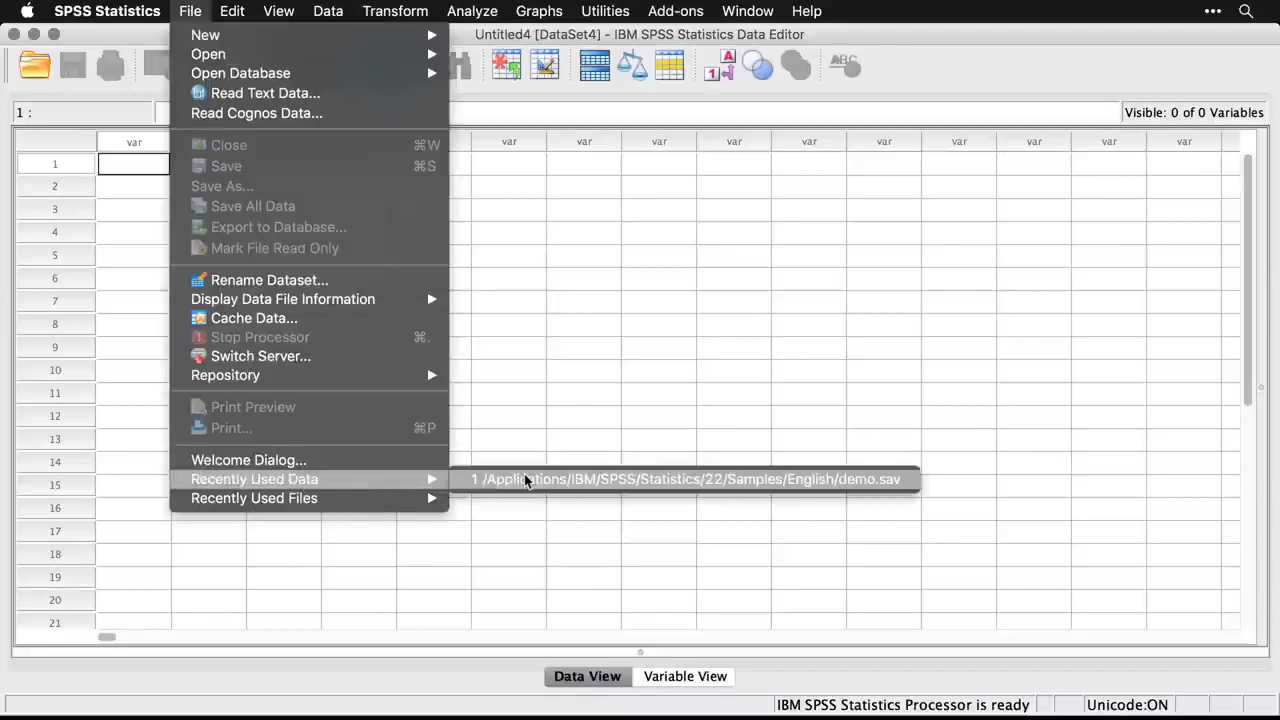 SPSS Statistics File Edit View Data Transform Analyze Graphs Utilities Add-ons Window Help
Untitled4 [DataSet4] - IBM SPSS Statistics Data Editor
New
Open
Open Database
Read Text Data...
Read Cognos Data...
Close ⌘W
Save ⌘S
Save As...
Save All Data
Export to Database...
Mark File Read Only
Rename Dataset...
Display Data File Information
Cache Data...
Stop Processor ⌘.
Switch Server...
Repository
Print Preview
Print... ⌘P
Welcome Dialog...
Recently Used Data
Recently Used Files
1 /Applications/IBM/SPSS/Statistics/22/Samples/English/demo.sav
A
1
ABC
1 :
Visible: 0 of 0 Variables
var var var var var var var var var var var
1
2
3
4
5
6
7
8
9
10
11
12
13
14
15
16
17
18
19
20
21
Data View Variable View
IBM SPSS Statistics Processor is ready Unicode:ON